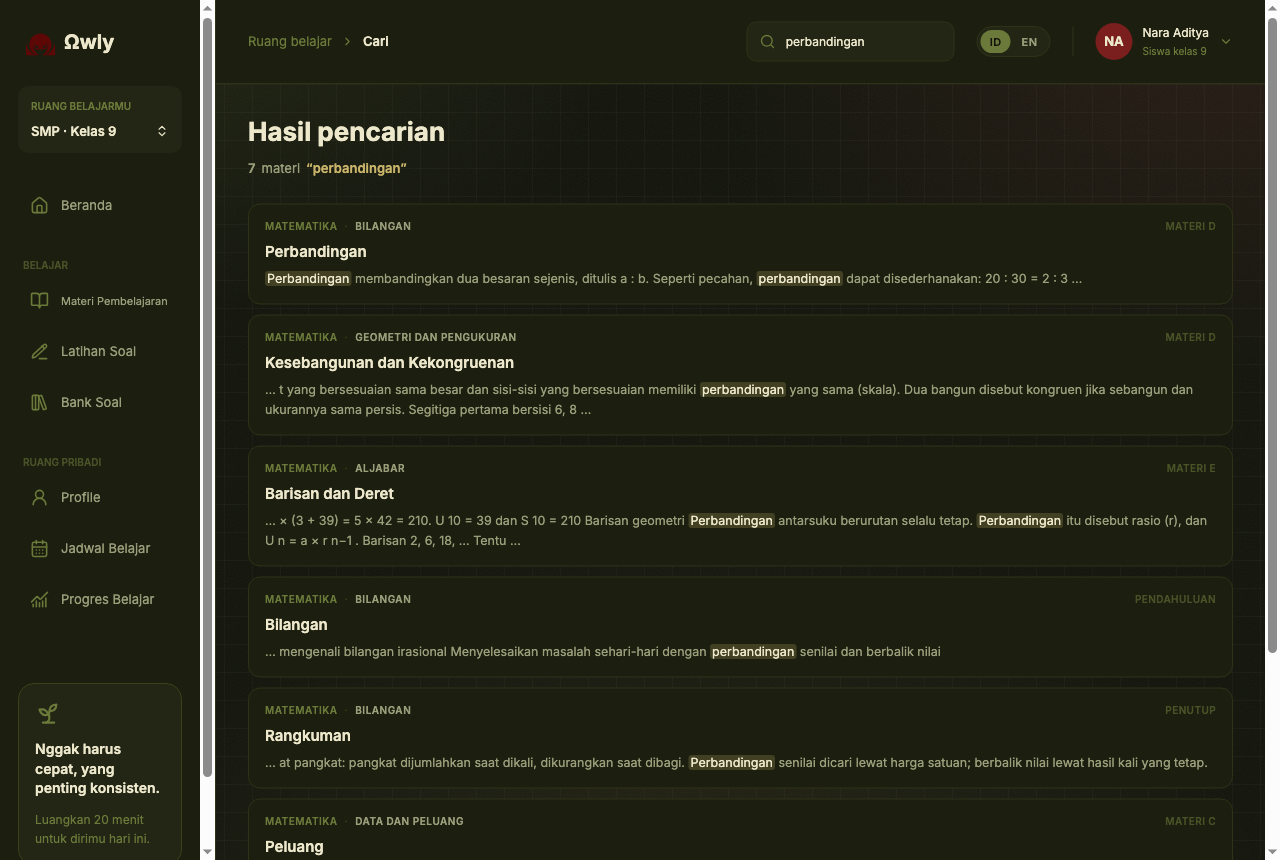 Ωwly
RUANG BELAJARMU
SMP · Kelas 9
Beranda
BELAJAR
Materi Pembelajaran
Latihan Soal
Bank Soal
RUANG PRIBADI
Profile
Jadwal Belajar
Progres Belajar
Nggak harus
cepat, yang
penting konsisten.
Luangkan 20 menit
untuk dirimu hari ini.
Ruang belajar > Cari
perbandingan
ID EN
NA
Nara Aditya
Siswa kelas 9
Hasil pencarian
7 materi “perbandingan”
MATEMATIKA · BILANGAN MATERI D
Perbandingan
Perbandingan membandingkan dua besaran sejenis, ditulis a : b. Seperti pecahan, perbandingan dapat disederhanakan: 20 : 30 = 2 : 3 ...
MATEMATIKA · GEOMETRI DAN PENGUKURAN MATERI D
Kesebangunan dan Kekongruenan
... t yang bersesuaian sama besar dan sisi-sisi yang bersesuaian memiliki perbandingan yang sama (skala). Dua bangun disebut kongruen jika sebangun dan
ukurannya sama persis. Segitiga pertama bersisi 6, 8 ...
MATEMATIKA · ALJABAR MATERI E
Barisan dan Deret
... × (3 + 39) = 5 × 42 = 210. U 10 = 39 dan S 10 = 210 Barisan geometri Perbandingan antarsuku berurutan selalu tetap. Perbandingan itu disebut rasio (r), dan
U n = a × r n−1 . Barisan 2, 6, 18, ... Tentu ...
MATEMATIKA · BILANGAN PENDAHULUAN
Bilangan
... mengenali bilangan irasional Menyelesaikan masalah sehari-hari dengan perbandingan senilai dan berbalik nilai
MATEMATIKA · BILANGAN PENUTUP
Rangkuman
... at pangkat: pangkat dijumlahkan saat dikali, dikurangkan saat dibagi. Perbandingan senilai dicari lewat harga satuan; berbalik nilai lewat hasil kali yang tetap.
MATEMATIKA · DATA DAN PELUANG MATERI C
Peluang